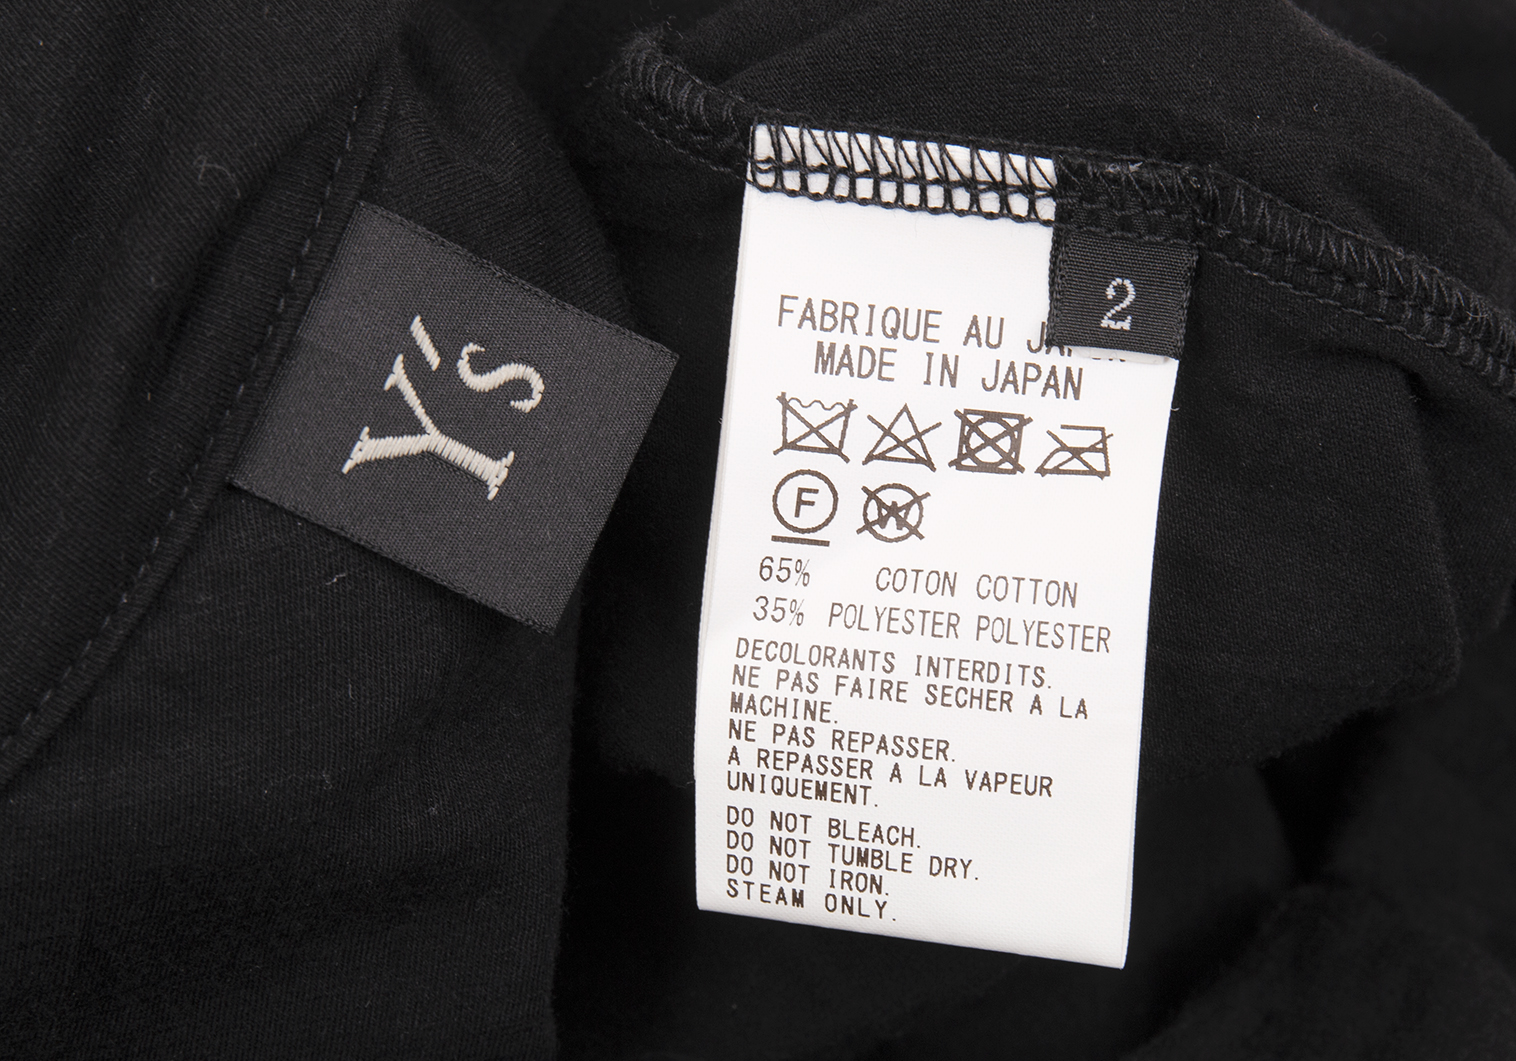 Y's
2
FABRIQUE AU
MADE IN JAPAN
F
W
65% COTON COTTON
35% POLYESTER POLYESTER
DECOLORANTS INTERDITS.
NE PAS FAIRE SECHER A LA
MACHINE.
NE PAS REPASSER.
A REPASSER A LA VAPEUR
UNIQUEMENT.
DO NOT BLEACH.
DO NOT TUMBLE DRY.
DO NOT IRON.
STEAM ONLY.